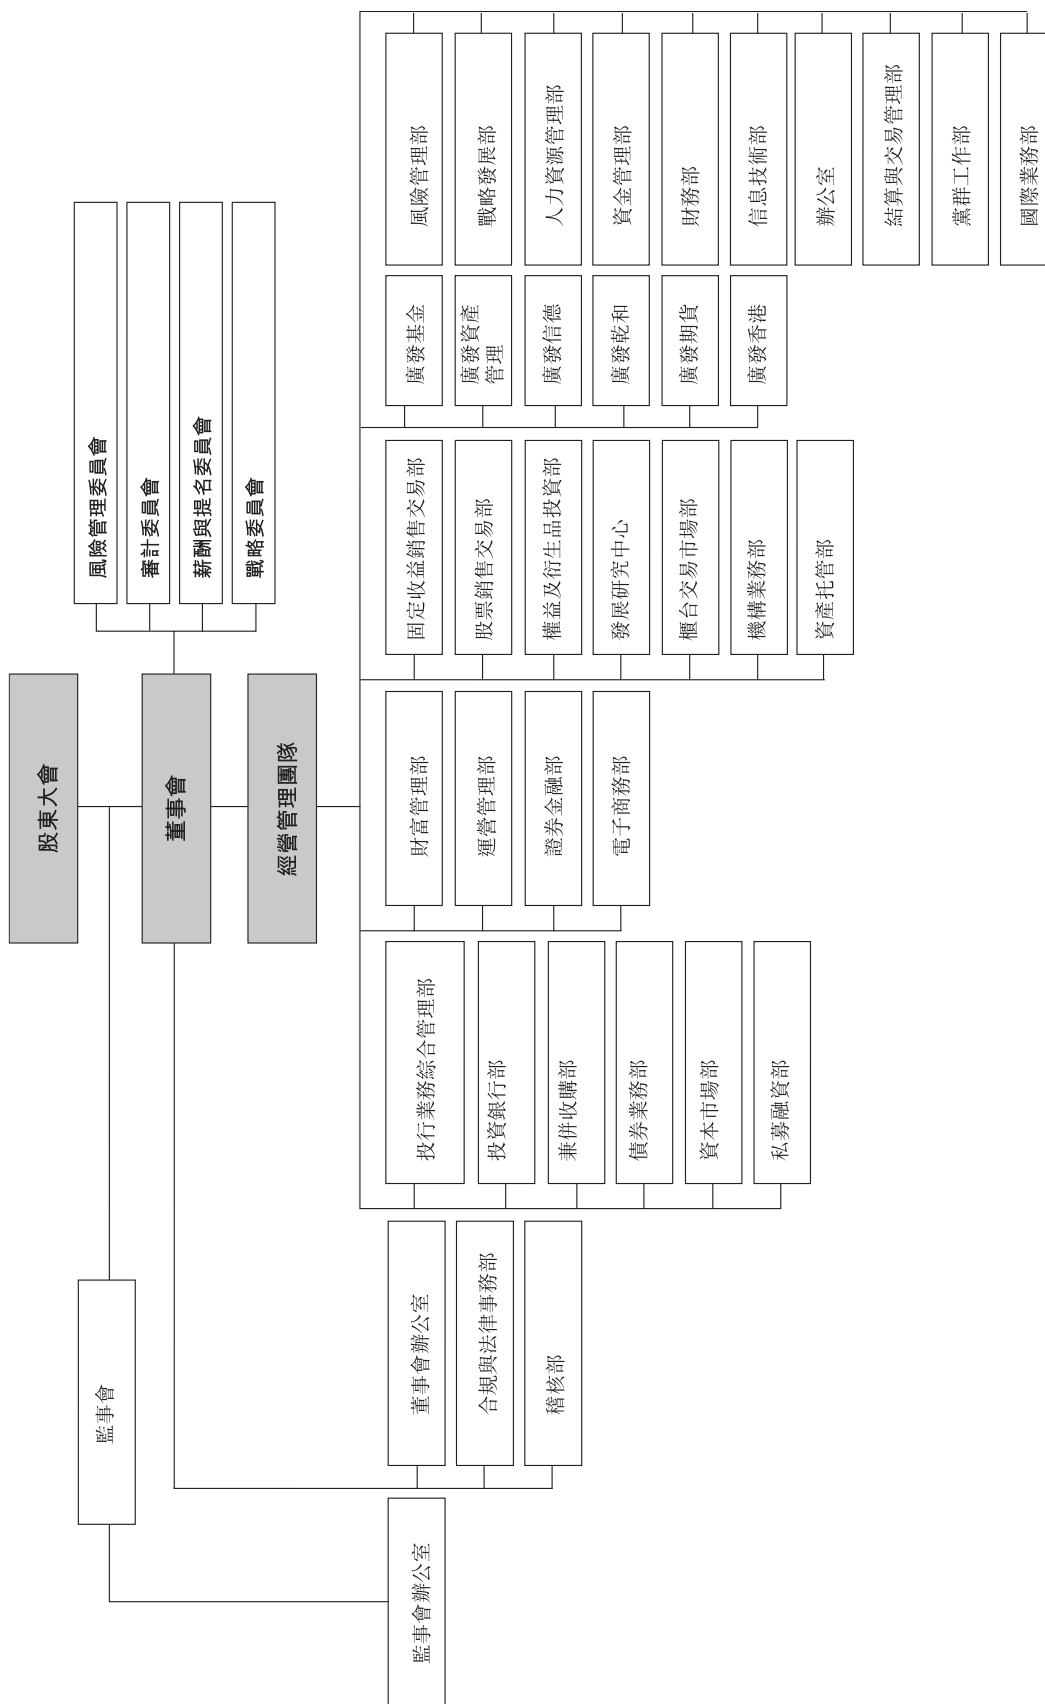 股東大會
監事會
董事會
風險管理委員會
審計委員會
薪酬與提名委員會
戰略委員會
經營管理團隊
監事會辦公室
董事會辦公室
合規與法律事務部
稽核部
投行業務綜合管理部
投資銀行部
兼併收購部
債券業務部
資本市場部
私募融資部
財富管理部
運營管理部
證券金融部
電子商務部
固定收益銷售交易部
股票銷售交易部
權益及衍生品投資部
發展研究中心
櫃台交易市場部
機構業務部
資產托管部
廣發基金
廣發資產
管理
廣發信德
廣發乾和
廣發期貨
廣發香港
風險管理部
戰略發展部
人力資源管理部
資金管理部
財務部
信息技術部
辦公室
結算與交易管理部
黨群工作部
國際業務部